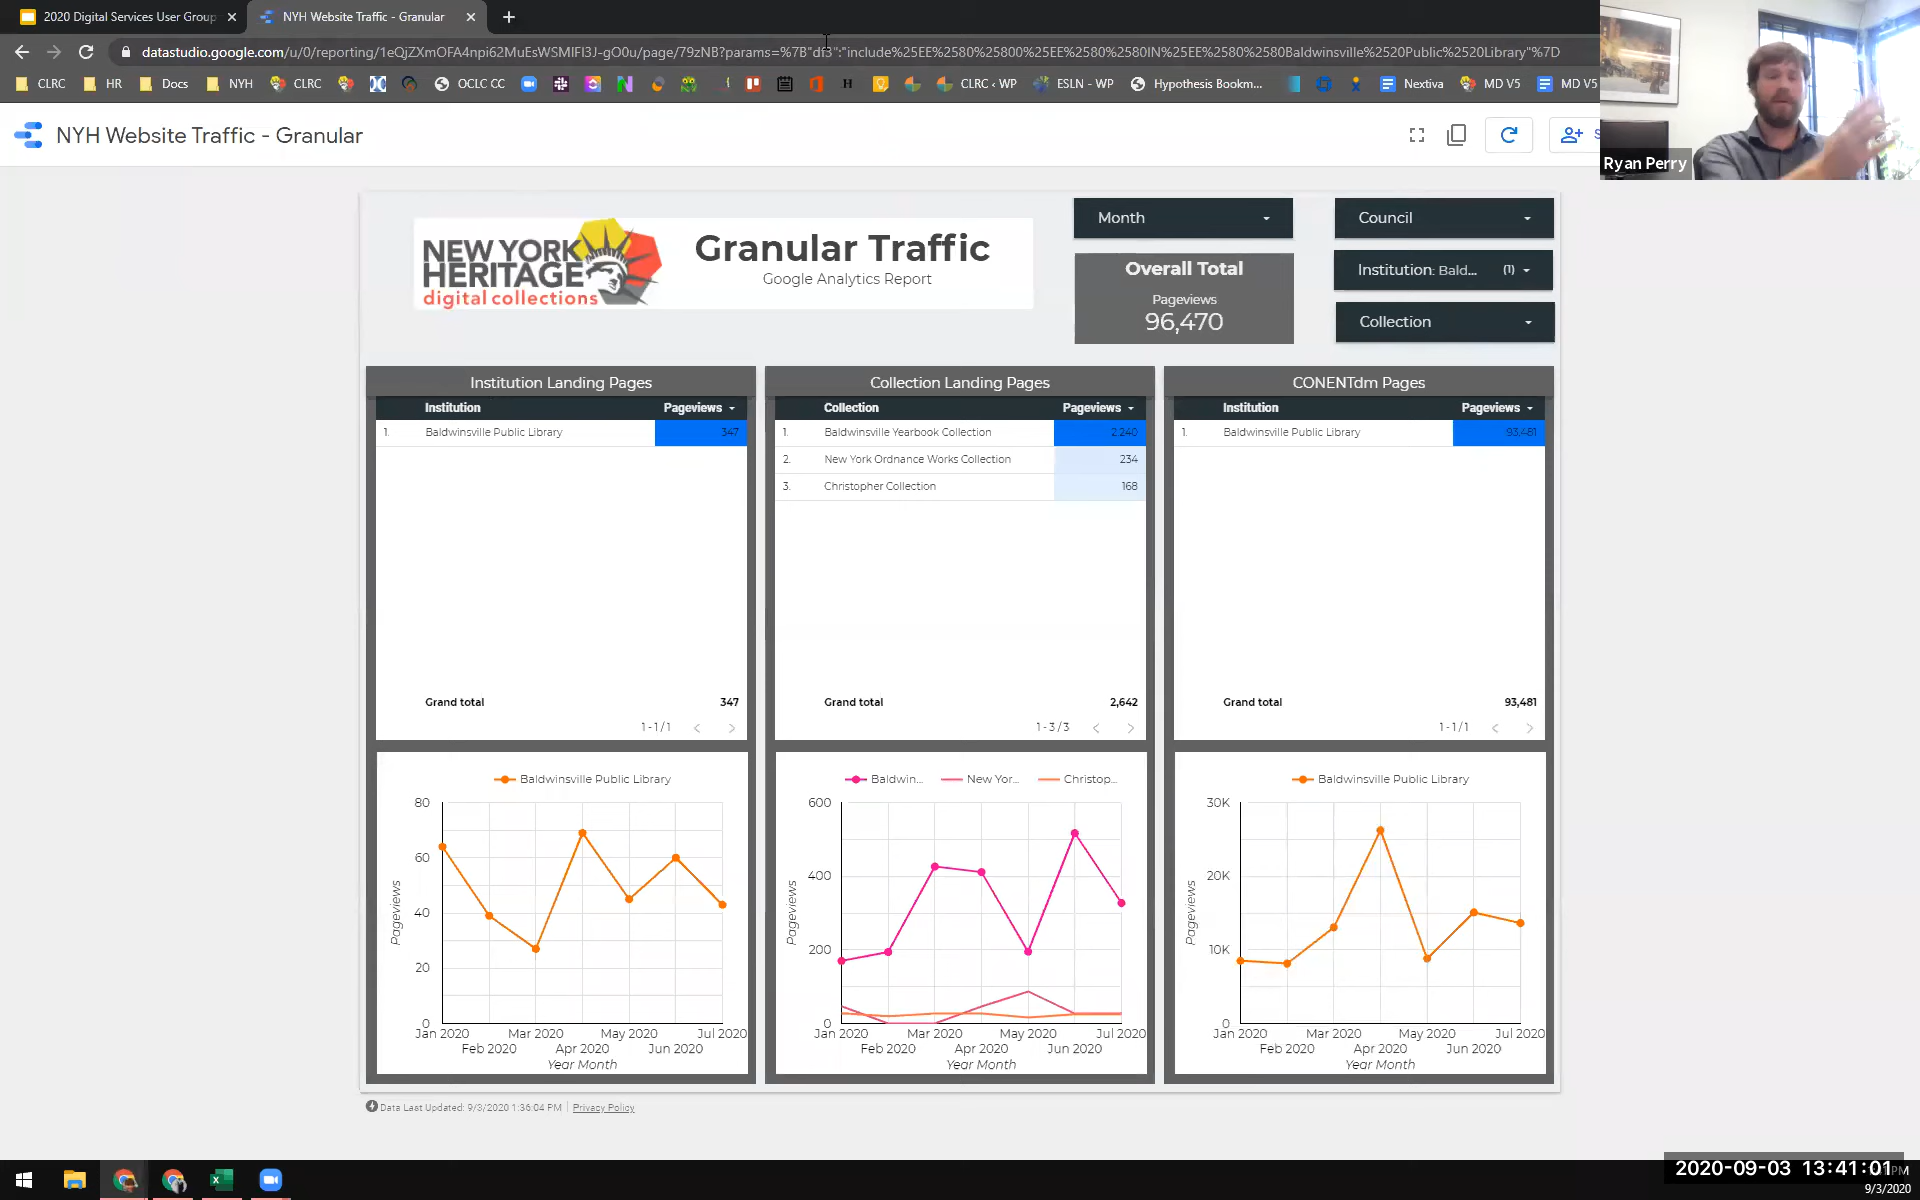 2020 Digital Services User Group
NYH Website Traffic - Granular
datastudio.google.com/u/0/reporting/1eQjZXmOFA4npi62MuEsWSMIFI3J-gO0u/page/79zNB?params=%7B"df3":"include%25EE%2580%25800%25EE%2580%2580IN%25EE%2580%2580Baldwinsville%2520Public%2520Library"%7D
CLRC HR Docs NYH CLRC OCLC CC CLRC ‹ WP ESLN - WP Hypothesis Bookm... Nextiva MD V5 MD V5
NYH Website Traffic - Granular
Ryan Perry
NEW YORK
HERITAGE
digital collections
Granular Traffic
Google Analytics Report
Month
Overall Total
Pageviews
96,470
Council
Institution: Bald... (1)
Collection
Institution Landing Pages
Institution Pageviews
1. Baldwinsville Public Library 347
Grand total 347
1 - 1 / 1
Collection Landing Pages
Collection Pageviews
1. Baldwinsville Yearbook Collection 2,240
2. New York Ordnance Works Collection 234
3. Christopher Collection 168
Grand total 2,642
1 - 3 / 3
CONENTdm Pages
Institution Pageviews
1. Baldwinsville Public Library 93,481
Grand total 93,481
1 - 1 / 1
Baldwinsville Public Library
80
60
40
20
0
Pageviews
Jan 2020 Mar 2020 May 2020 Jul 2020
Feb 2020 Apr 2020 Jun 2020
Year Month
Baldwin... New Yor... Christop...
600
400
200
0
Pageviews
Jan 2020 Mar 2020 May 2020 Jul 2020
Feb 2020 Apr 2020 Jun 2020
Year Month
Baldwinsville Public Library
30K
20K
10K
0
Pageviews
Jan 2020 Mar 2020 May 2020 Jul 2020
Feb 2020 Apr 2020 Jun 2020
Year Month
Data Last Updated: 9/3/2020 1:36:04 PM
Privacy Policy
2020-09-03 13:41:01
PM
9/3/2020